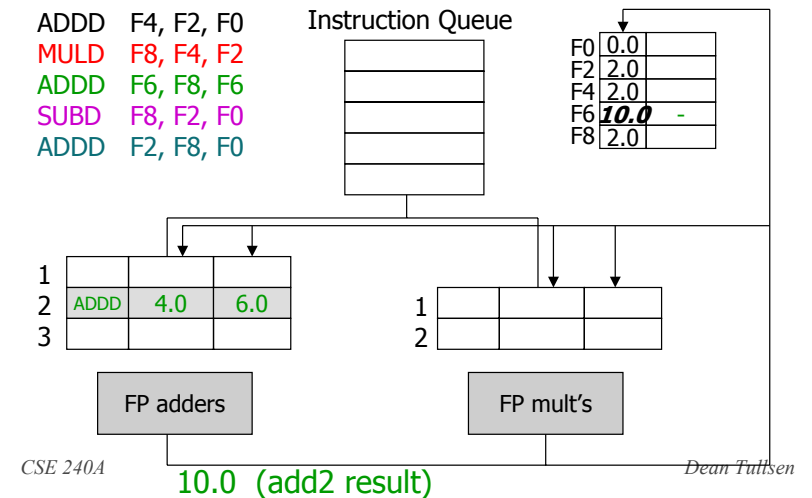 ADDD F4, F2, F0
MULD F8, F4, F2
ADDD F6, F8, F6
SUBD F8, F2, F0
ADDD F2, F8, F0
Instruction Queue
F0 0.0
F2 2.0
F4 2.0
F6 10.0 -
F8 2.0
1
2 ADDD 4.0 6.0
3
1
2
FP adders
FP mult's
CSE 240A
10.0 (add2 result)
Dean Tullsen